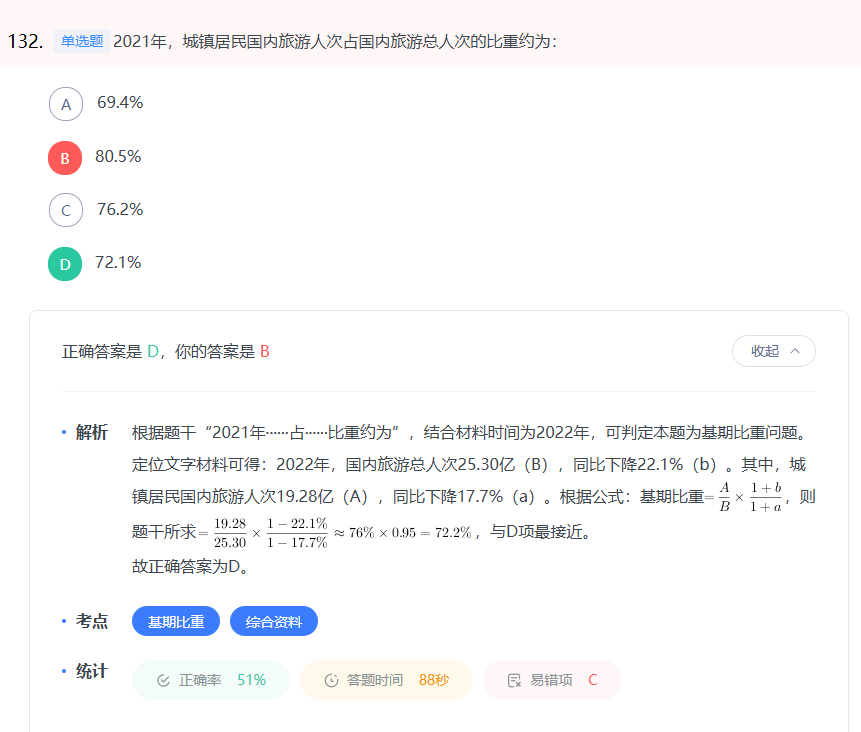 132. 单选题 2021年，城镇居民国内旅游人次占国内旅游总人次的比重约为：
A 69.4%
B 80.5%
C 76.2%
D 72.1%
正确答案是 D，你的答案是 B
收起
· 解析 根据题干“2021年……占……比重约为”，结合材料时间为2022年，可判定本题为基期比重问题。
定位文字材料可得：2022年，国内旅游总人次25.30亿（B），同比下降22.1%（b）。其中，城
镇居民国内旅游人次19.28亿（A），同比下降17.7%（a）。根据公式：基期比重=A/B × (1+b)/(1+a)，则
题干所求= 19.28/25.30 × (1−22.1%)/(1−17.7%) ≈ 76% × 0.95 = 72.2%，与D项最接近。
故正确答案为D。
· 考点 基期比重 综合资料
· 统计 正确率 51% 答题时间 88秒 易错项 C